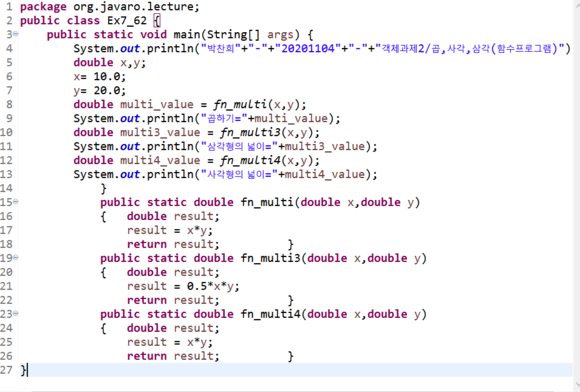 1 package org.javaro.lecture;
2 public class Ex7_62 {
3 public static void main(String[] args) {
4 System.out.println("박찬희"+"-"+"20201104"+"-"+"객체과제2/곱,사각,삼각(함수프로그램)")
5 double x,y;
6 x= 10.0;
7 y= 20.0;
8 double multi_value = fn_multi(x,y);
9 System.out.println("곱하기="+multi_value);
10 double multi3_value = fn_multi3(x,y);
11 System.out.println("삼각형의 넓이="+multi3_value);
12 double multi4_value = fn_multi4(x,y);
13 System.out.println("사각형의 넓이="+multi4_value);
14 }
15 public static double fn_multi(double x,double y)
16 { double result;
17 result = x*y;
18 return result; }
19 public static double fn_multi3(double x,double y)
20 { double result;
21 result = 0.5*x*y;
22 return result; }
23 public static double fn_multi4(double x,double y)
24 { double result;
25 result = x*y;
26 return result; }
27 }